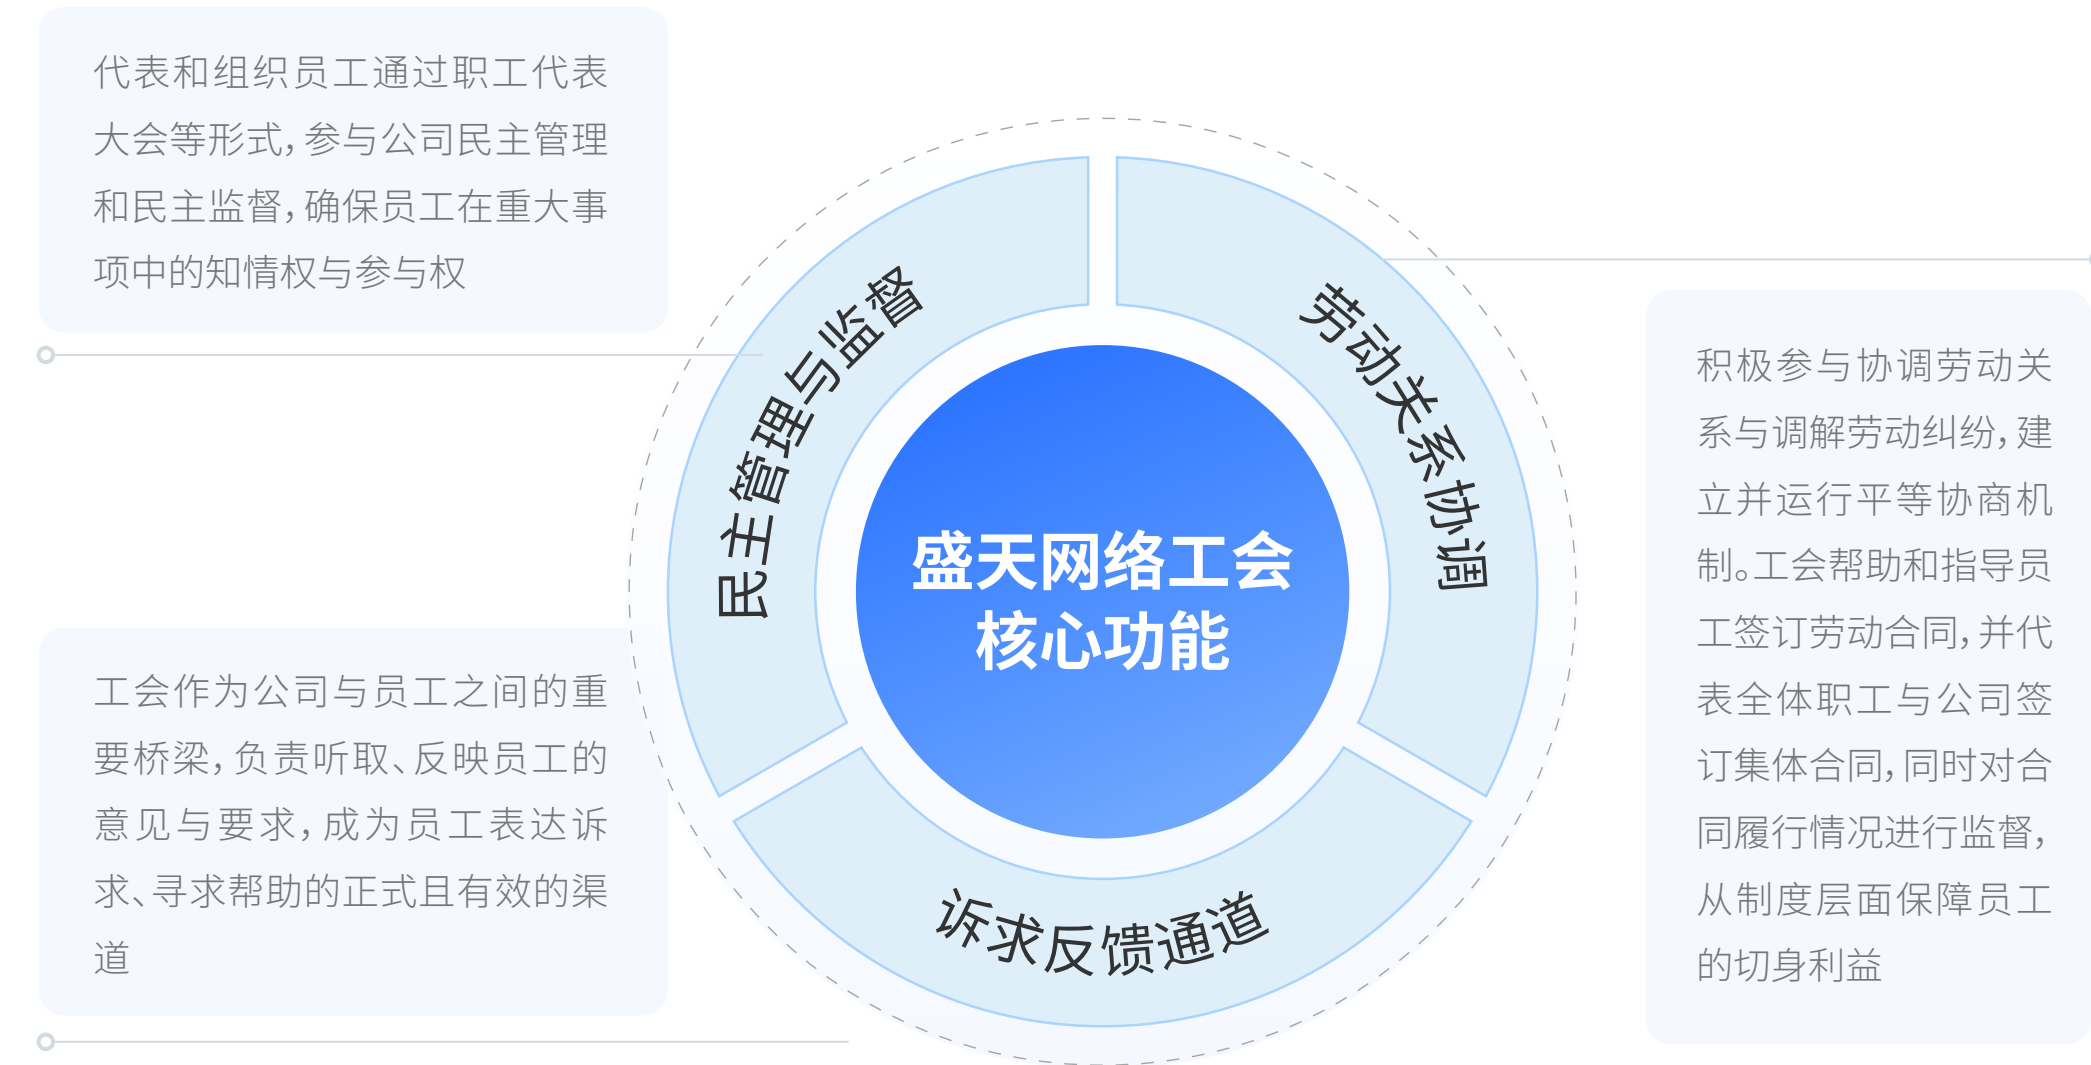 代表和组织员工通过职工代表
大会等形式，参与公司民主管理
和民主监督，确保员工在重大事
项中的知情权与参与权
民主管理与监督
劳动关系协调
积极参与协调劳动关
系与调解劳动纠纷，建
立并运行平等协商机
制。工会帮助和指导员
工签订劳动合同，并代
表全体职工与公司签
订集体合同，同时对合
同履行情况进行监督，
从制度层面保障员工
的切身利益
盛天网络工会
核心功能
工会作为公司与员工之间的重
要桥梁，负责听取、反映员工的
意见与要求，成为员工表达诉
求、寻求帮助的正式且有效的渠
道
诉求反馈通道